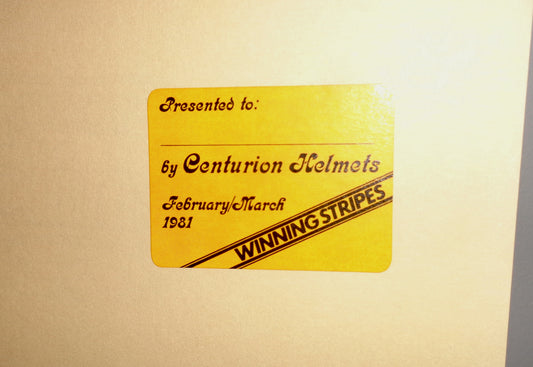 Presented to:
by Centurion Helmets
February/March
1981
WINNING STRIPES